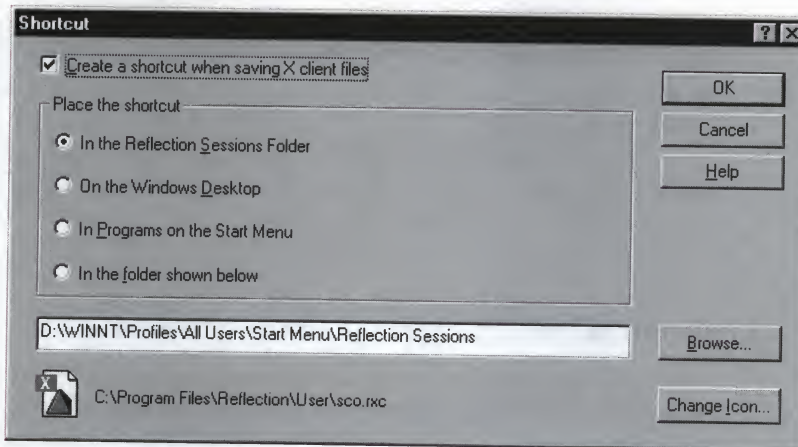 Shortcut
Create a shortcut when saving X client files
Place the shortcut
In the Reflection Sessions Folder
On the Windows Desktop
In Programs on the Start Menu
In the folder shown below
OK
Cancel
Help
D:\WINNT\Profiles\All Users\Start Menu\Reflection Sessions
Browse...
X
C:\Program Files\Reflection\User\sco.rxc
Change Icon...